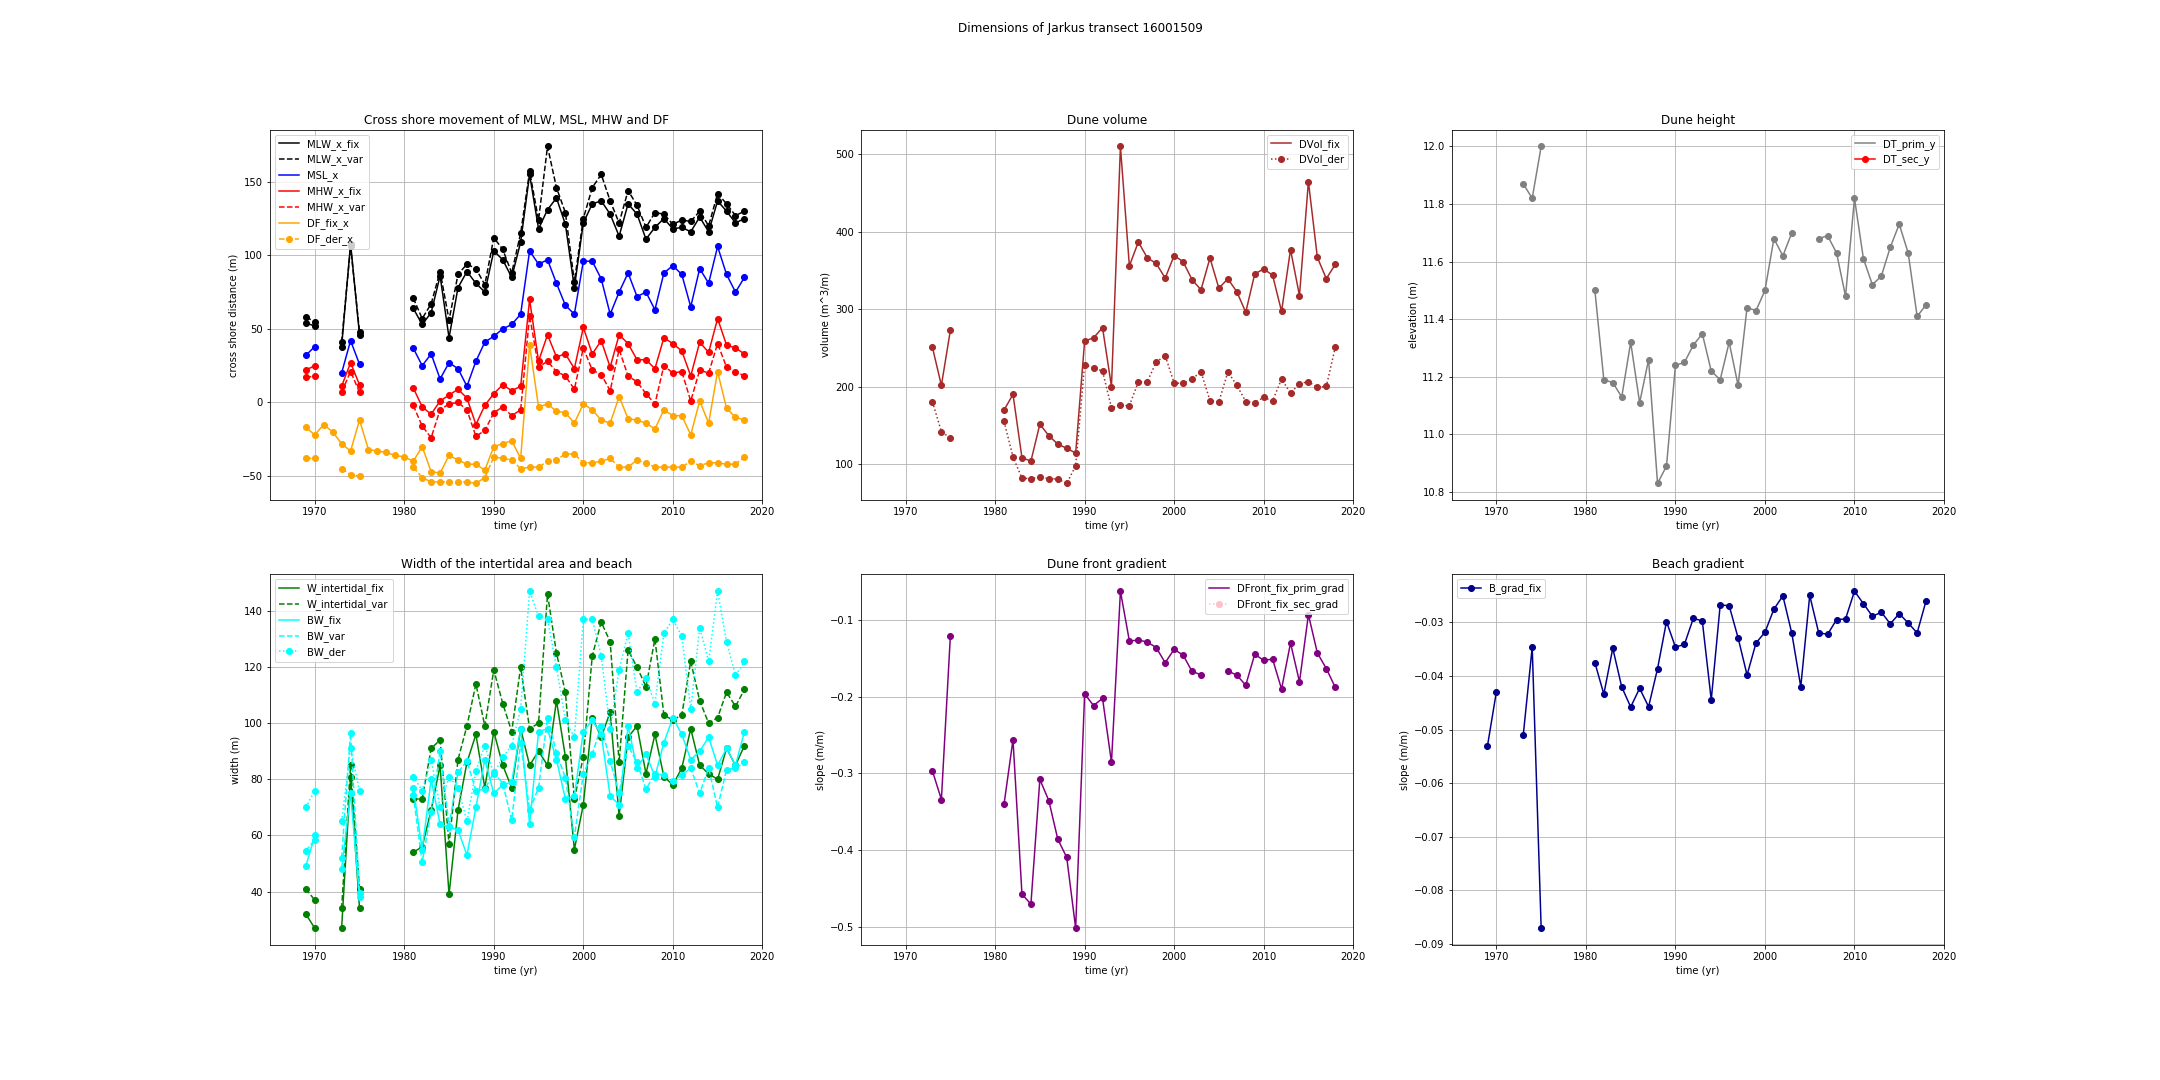 Dimensions of Jarkus transect 16001509
Cross shore movement of MLW, MSL, MHW and DF
MLW_x_fix
MLW_x_var
MSL_x
MHW_x_fix
MHW_x_var
DF_fix_x
DF_der_x
cross shore distance (m)
150
100
50
0
−50
1970 1980 1990 2000 2010 2020
time (yr)
Dune volume
DVol_fix
DVol_der
volume (m^3/m)
500
400
300
200
100
1970 1980 1990 2000 2010 2020
time (yr)
Dune height
DT_prim_y
DT_sec_y
elevation (m)
12.0
11.8
11.6
11.4
11.2
11.0
10.8
1970 1980 1990 2000 2010 2020
time (yr)
Width of the intertidal area and beach
W_intertidal_fix
W_intertidal_var
BW_fix
BW_var
BW_der
width (m)
140
120
100
80
60
40
1970 1980 1990 2000 2010 2020
time (yr)
Dune front gradient
DFront_fix_prim_grad
DFront_fix_sec_grad
slope (m/m)
−0.1
−0.2
−0.3
−0.4
−0.5
1970 1980 1990 2000 2010 2020
time (yr)
Beach gradient
B_grad_fix
slope (m/m)
−0.03
−0.04
−0.05
−0.06
−0.07
−0.08
−0.09
1970 1980 1990 2000 2010 2020
time (yr)